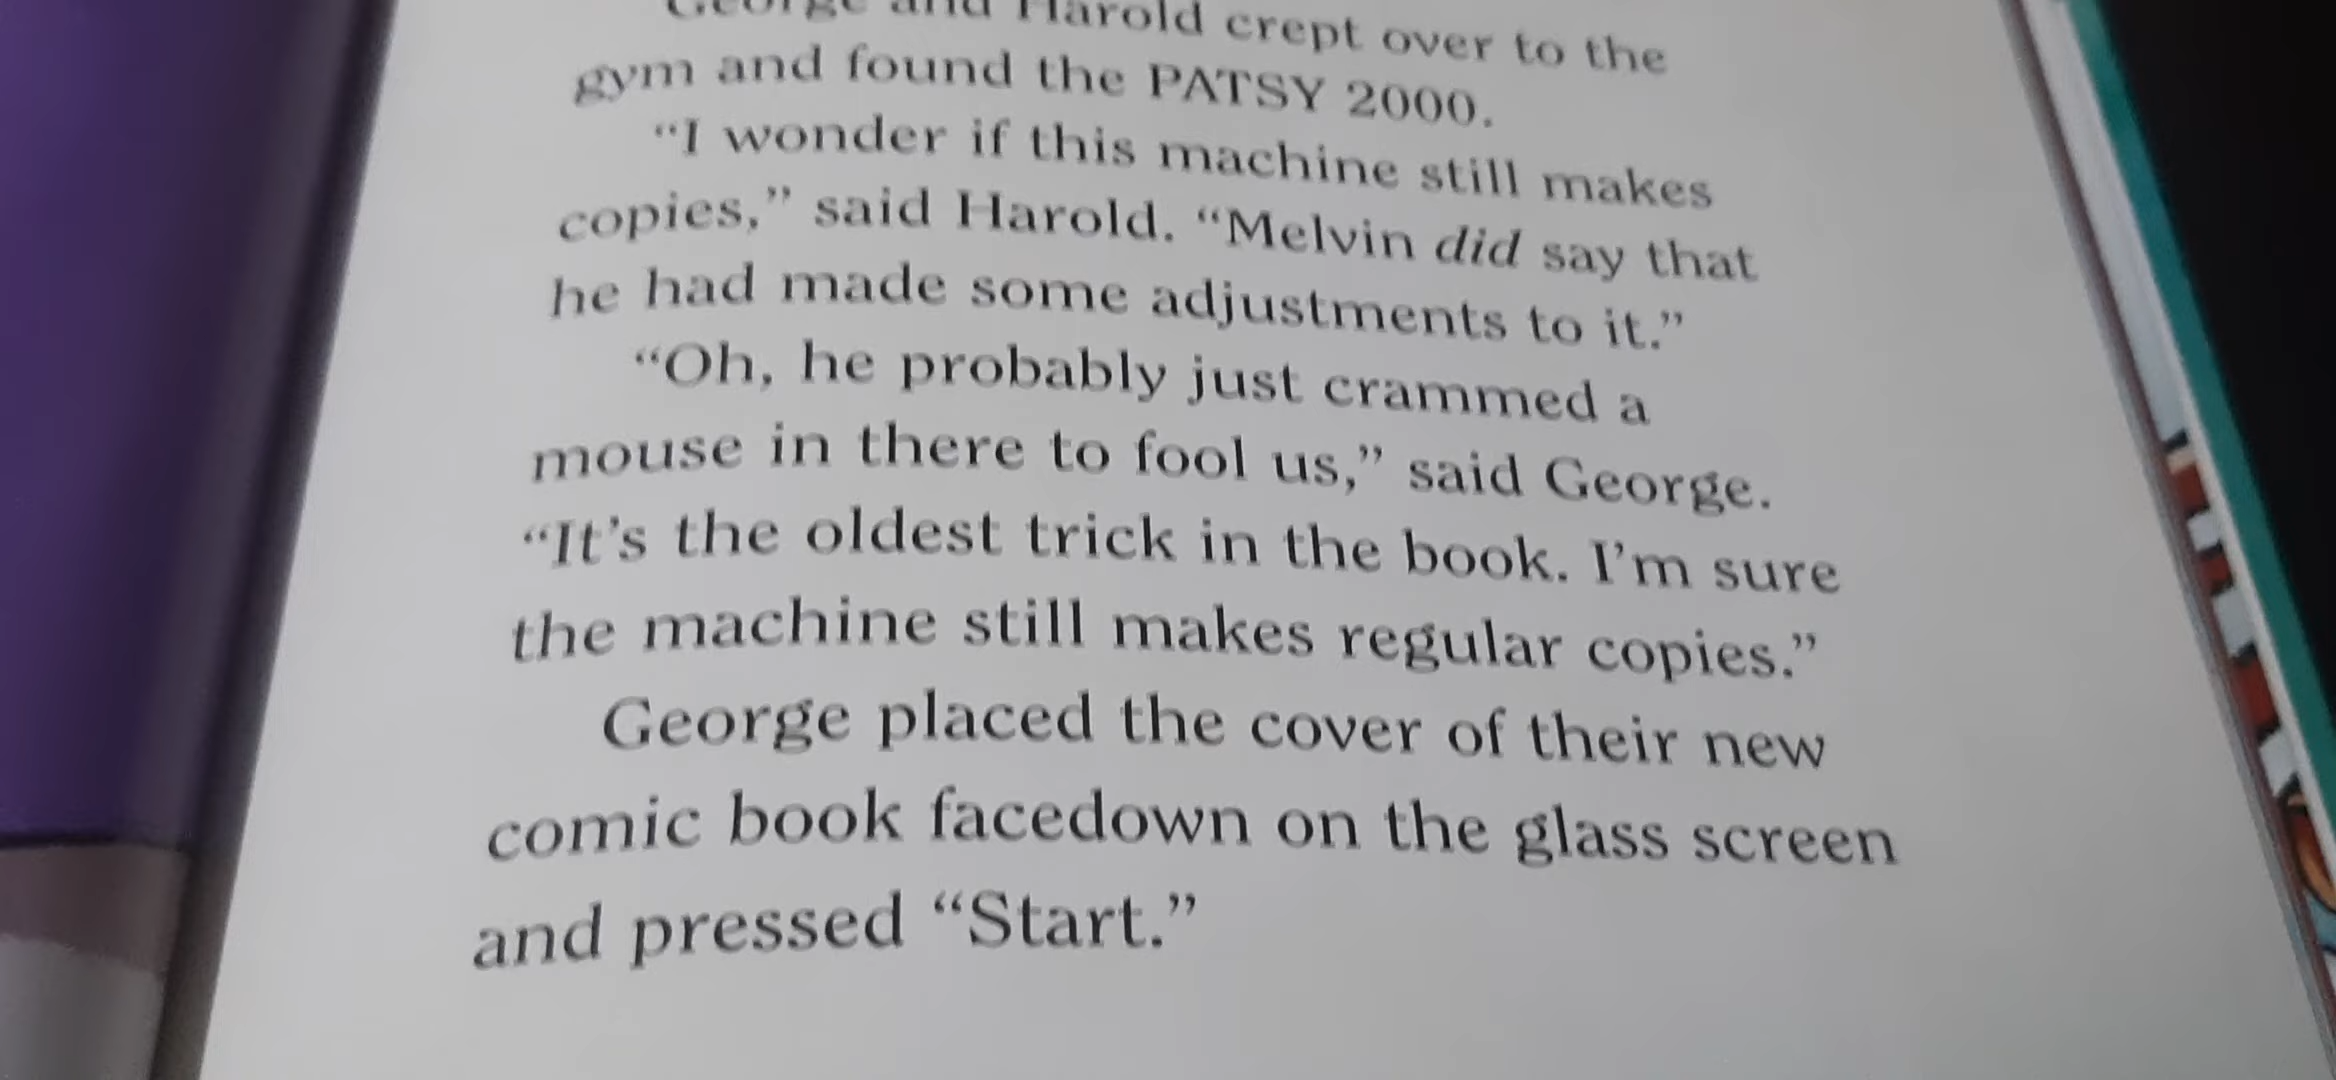 George and Harold crept over to the
gym and found the PATSY 2000.
“I wonder if this machine still makes
copies,” said Harold. “Melvin did say that
he had made some adjustments to it.”
“Oh, he probably just crammed a
mouse in there to fool us,” said George.
“It’s the oldest trick in the book. I’m sure
the machine still makes regular copies.”
George placed the cover of their new
comic book facedown on the glass screen
and pressed “Start.”